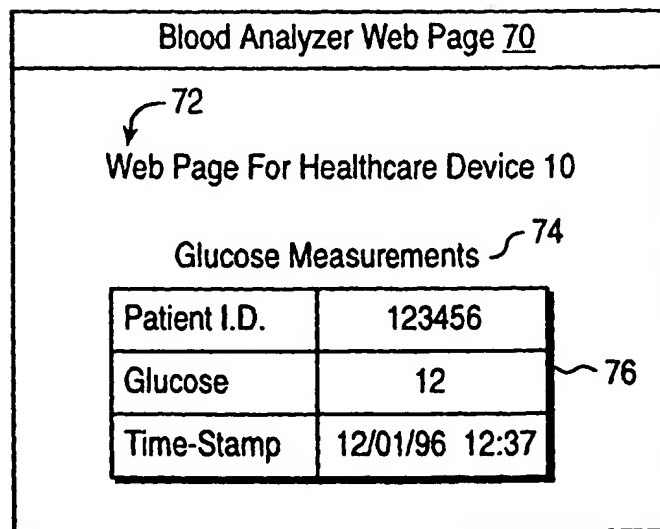 Blood Analyzer Web Page 70
72
Web Page For Healthcare Device 10
Glucose Measurements 74
Patient I.D. 123456
Glucose 12
76
Time-Stamp 12/01/96 12:37